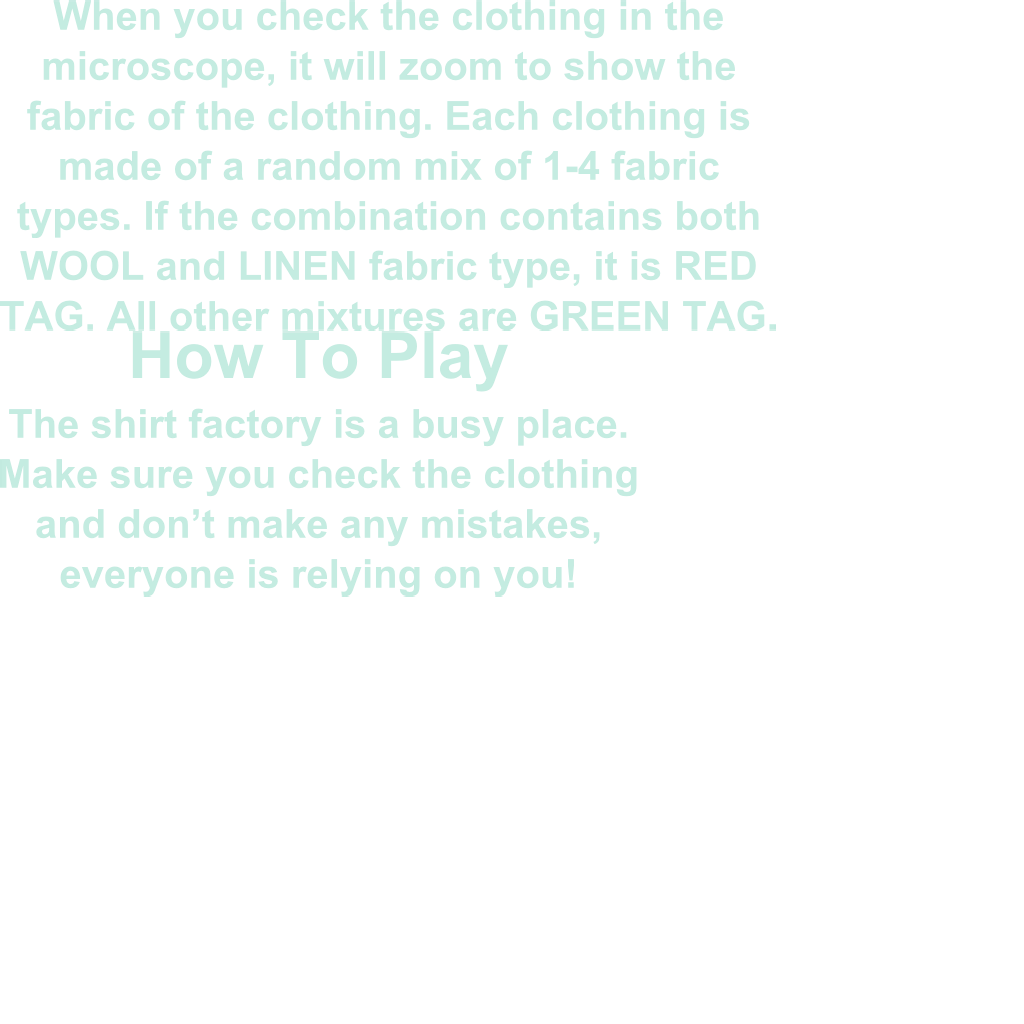 When you check the clothing in the
microscope, it will zoom to show the
fabric of the clothing. Each clothing is
made of a random mix of 1-4 fabric
types. If the combination contains both
WOOL and LINEN fabric type, it is RED
TAG. All other mixtures are GREEN TAG.
How To Play
The shirt factory is a busy place.
Make sure you check the clothing
and don’t make any mistakes,
everyone is relying on you!